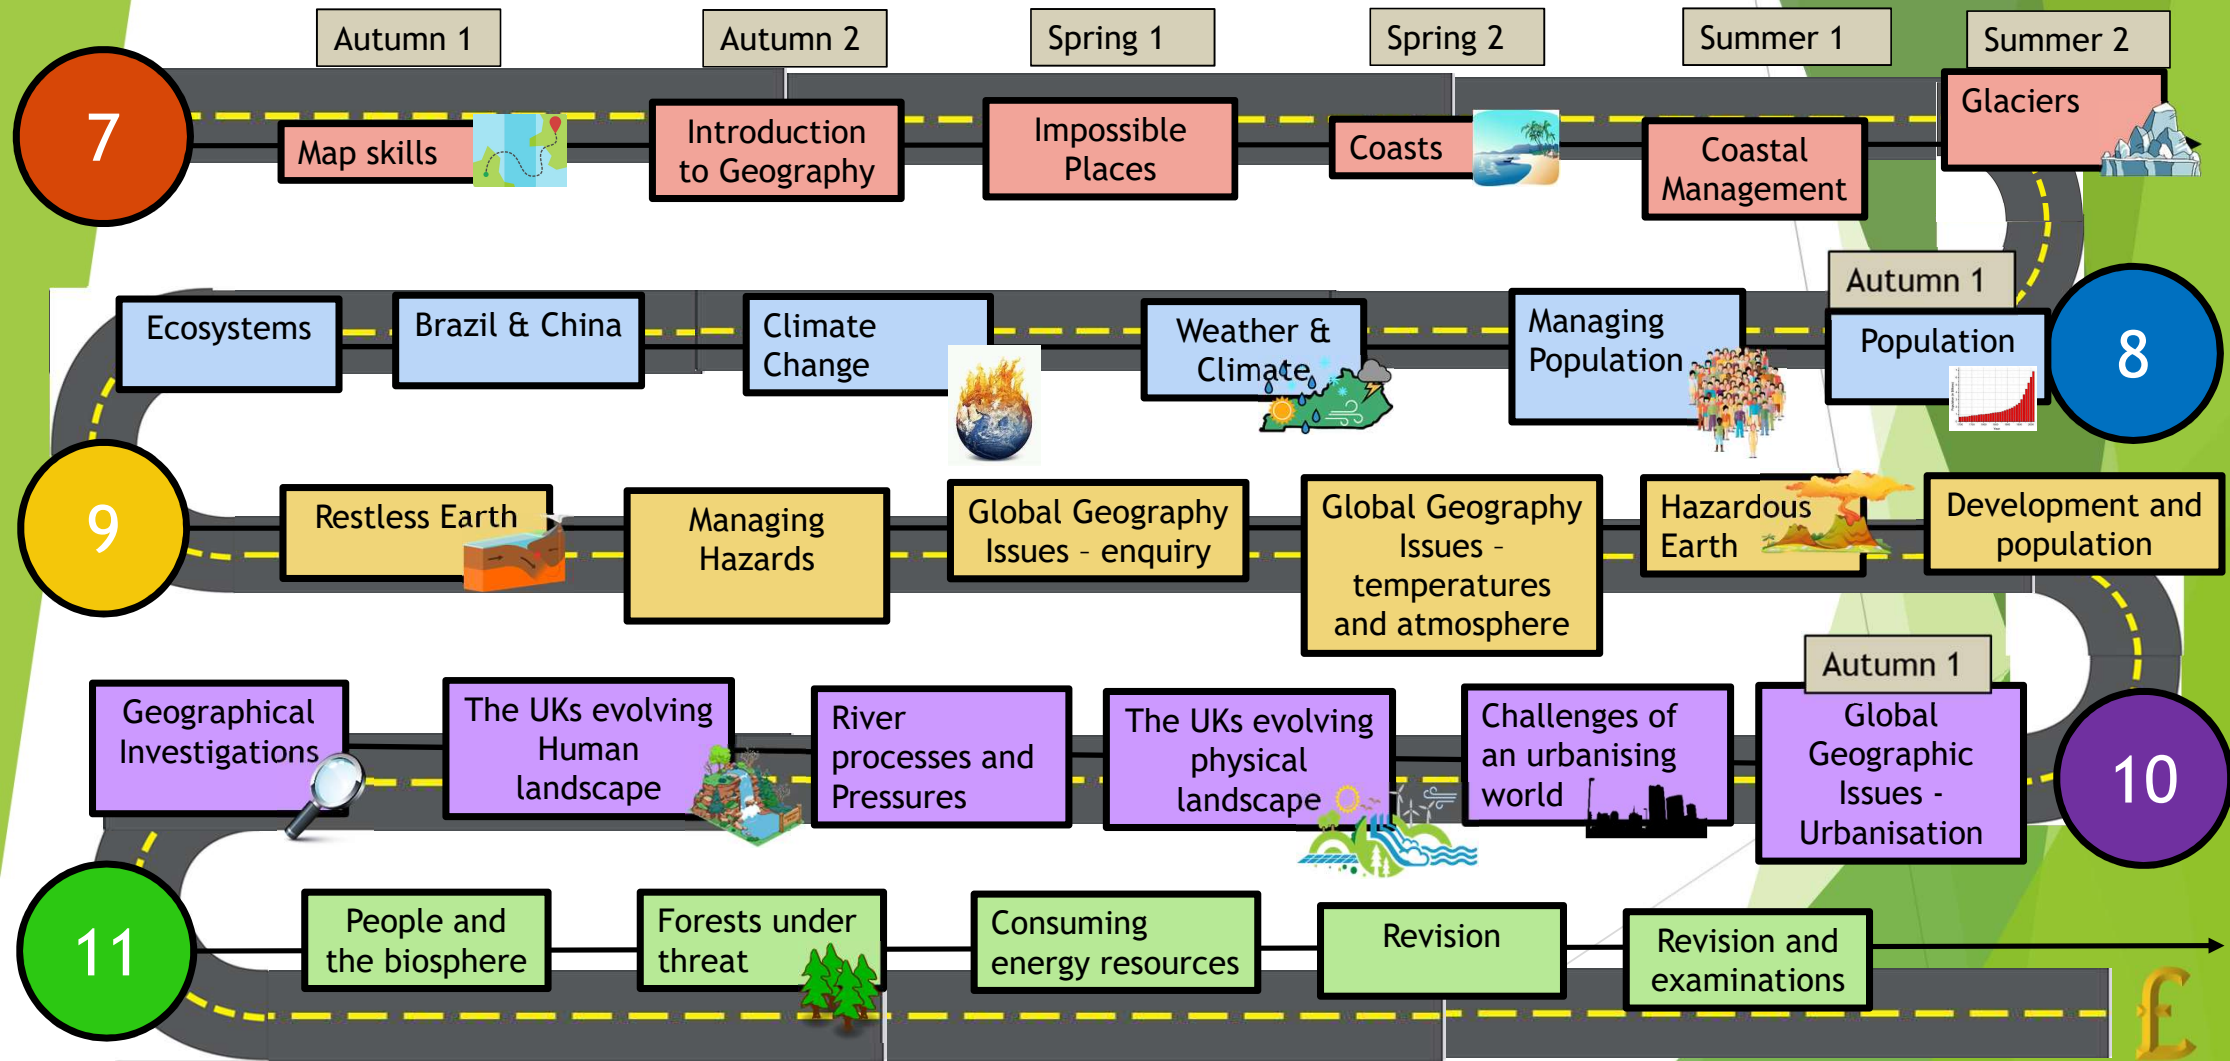 Autumn 1
Autumn 2
Spring 1
Spring 2
Summer 1
Summer 2
7
Map skills
Introduction
to Geography
Impossible
Places
Coasts
Coastal
Management
Glaciers
Ecosystems
Brazil & China
Climate
Change
Weather &
Climate
Managing
Population
Autumn 1
Population
8
9
Restless Earth
Managing
Hazards
Global Geography
Issues – enquiry
Global Geography
Issues –
temperatures
and atmosphere
Hazardous
Earth
Development and
population
Geographical
Investigations
The UKs evolving
Human
landscape
River
processes and
Pressures
The UKs evolving
physical
landscape
Challenges of
an urbanising
world
Autumn 1
Global
Geographic
Issues -
Urbanisation
10
11
People and
the biosphere
Forests under
threat
Consuming
energy resources
Revision
Revision and
examinations
£